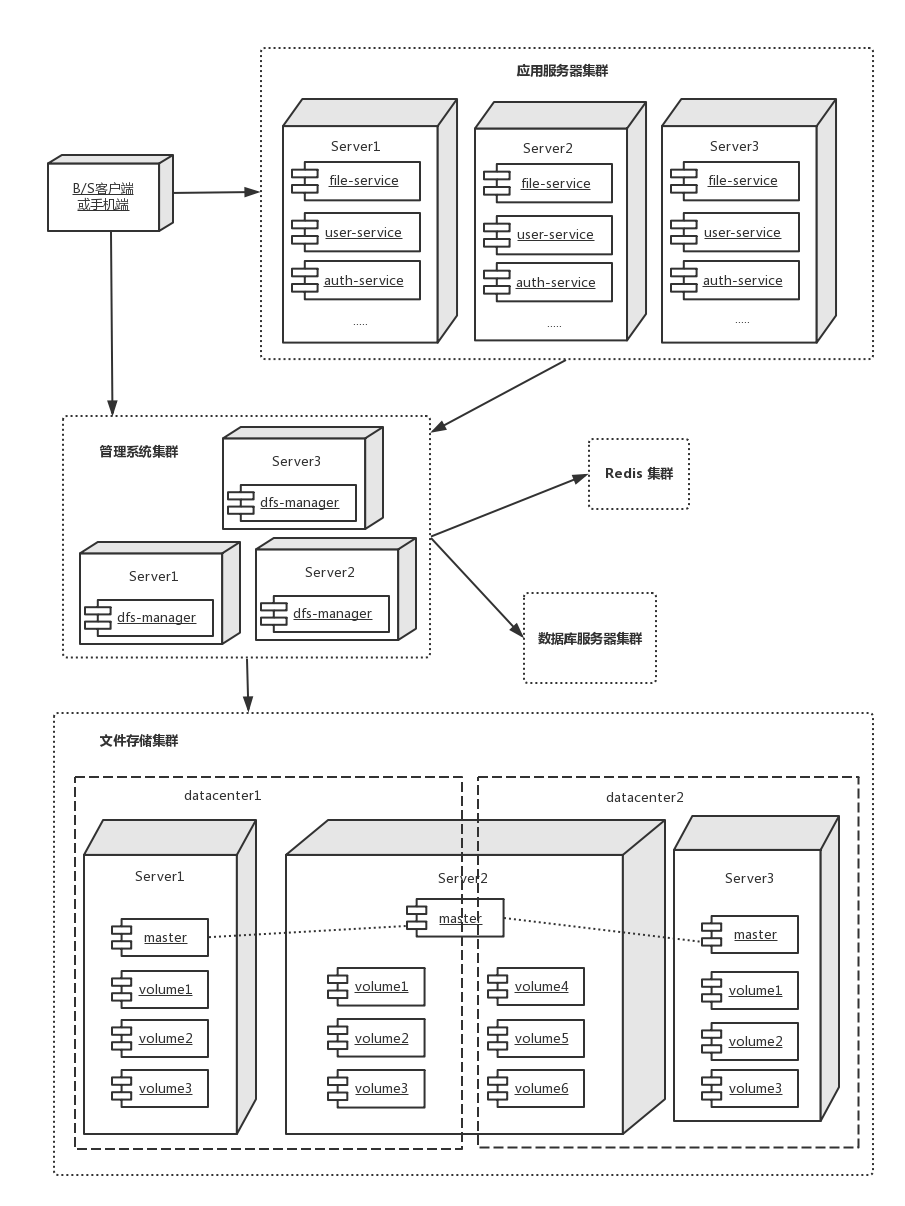 应用服务器集群
B/S客户端
或手机端
Server1
file-service
user-service
auth-service
.....
Server2
file-service
user-service
auth-service
.....
Server3
file-service
user-service
auth-service
.....
管理系统集群
Server3
dfs-manager
Server1
dfs-manager
Server2
dfs-manager
Redis 集群
数据库服务器集群
文件存储集群
datacenter1
datacenter2
Server1
master
volume1
volume2
volume3
Server2
master
volume1
volume2
volume3
volume4
volume5
volume6
Server3
master
volume1
volume2
volume3